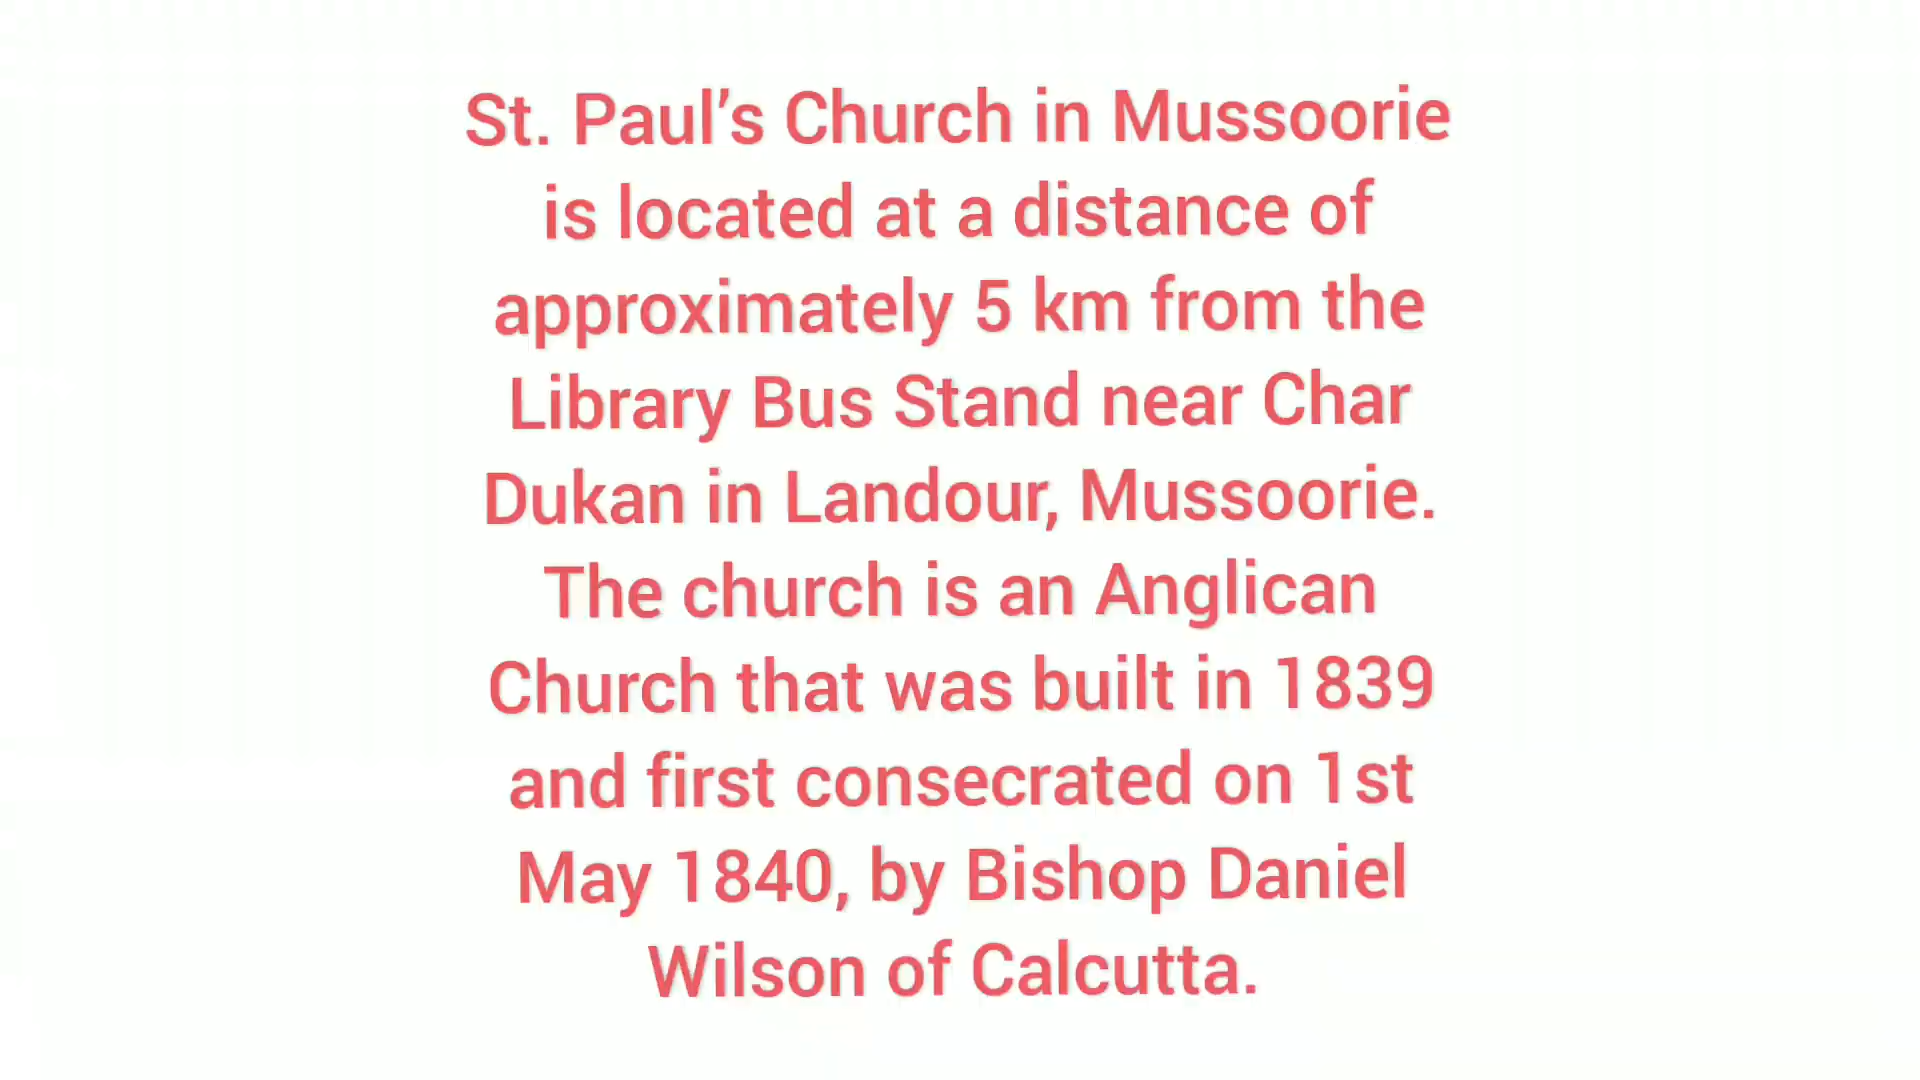 St. Paul’s Church in Mussoorie
is located at a distance of
approximately 5 km from the
Library Bus Stand near Char
Dukan in Landour, Mussoorie.
The church is an Anglican
Church that was built in 1839
and first consecrated on 1st
May 1840, by Bishop Daniel
Wilson of Calcutta.